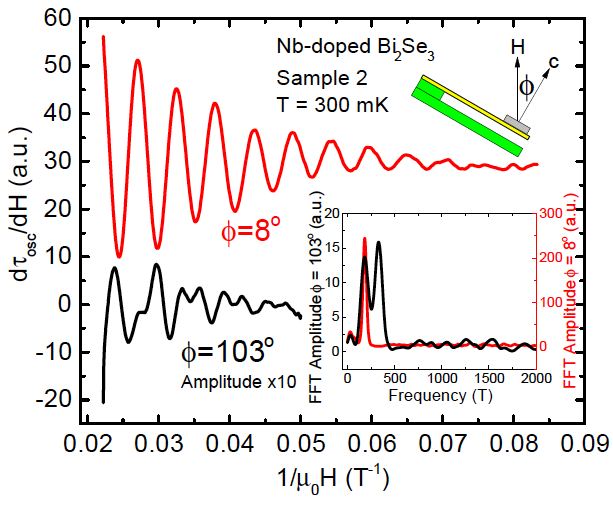 60
50
40
30
20
10
0
-10
-20
dτosc/dH (a.u.)
0.02 0.03 0.04 0.05 0.06 0.07 0.08 0.09
1/μ0H (T-1)
Nb-doped Bi2Se3
Sample 2
T = 300 mK
H
c
ϕ
ϕ=8°
ϕ=103°
Amplitude x10
FFT Amplitude ϕ = 103° (a.u.)
20
15
10
5
0
300
200
100
0
FFT Amplitude ϕ = 8° (a.u.)
0 500 1000 1500 2000
Frequency (T)